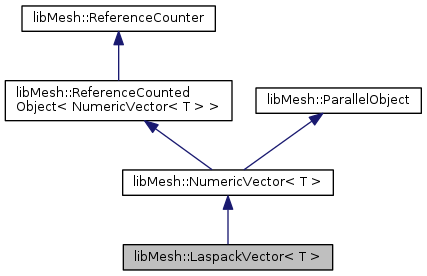 libMesh::ReferenceCounter
libMesh::ReferenceCounted
Object< NumericVector< T > >
libMesh::ParallelObject
libMesh::NumericVector< T >
libMesh::LaspackVector< T >